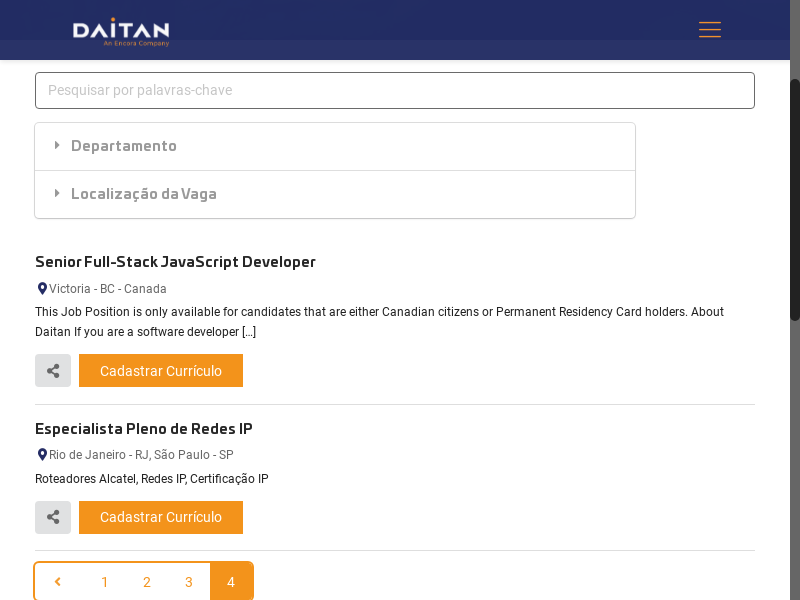 DAITAN
An Encora Company
Pesquisar por palavras-chave
Departamento
Localização da Vaga
Senior Full-Stack JavaScript Developer
Victoria - BC - Canada
This Job Position is only available for candidates that are either Canadian citizens or Permanent Residency Card holders. About
Daitan If you are a software developer [...]
Cadastrar Currículo
Especialista Pleno de Redes IP
Rio de Janeiro - RJ, São Paulo - SP
Roteadores Alcatel, Redes IP, Certificação IP
Cadastrar Currículo
1 2 3 4